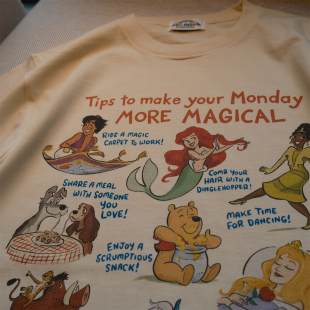 Tips to make your Monday
MORE MAGICAL
RIDE A MAGIC
CARPET TO WORK!
COMB YOUR
HAIR WITH A
DINGLEHOPPER!
SHARE A MEAL
WITH SOMEONE
YOU
LOVE!
MAKE TIME
FOR DANCING!
ENJOY A
SCRUMPTIOUS
SNACK!